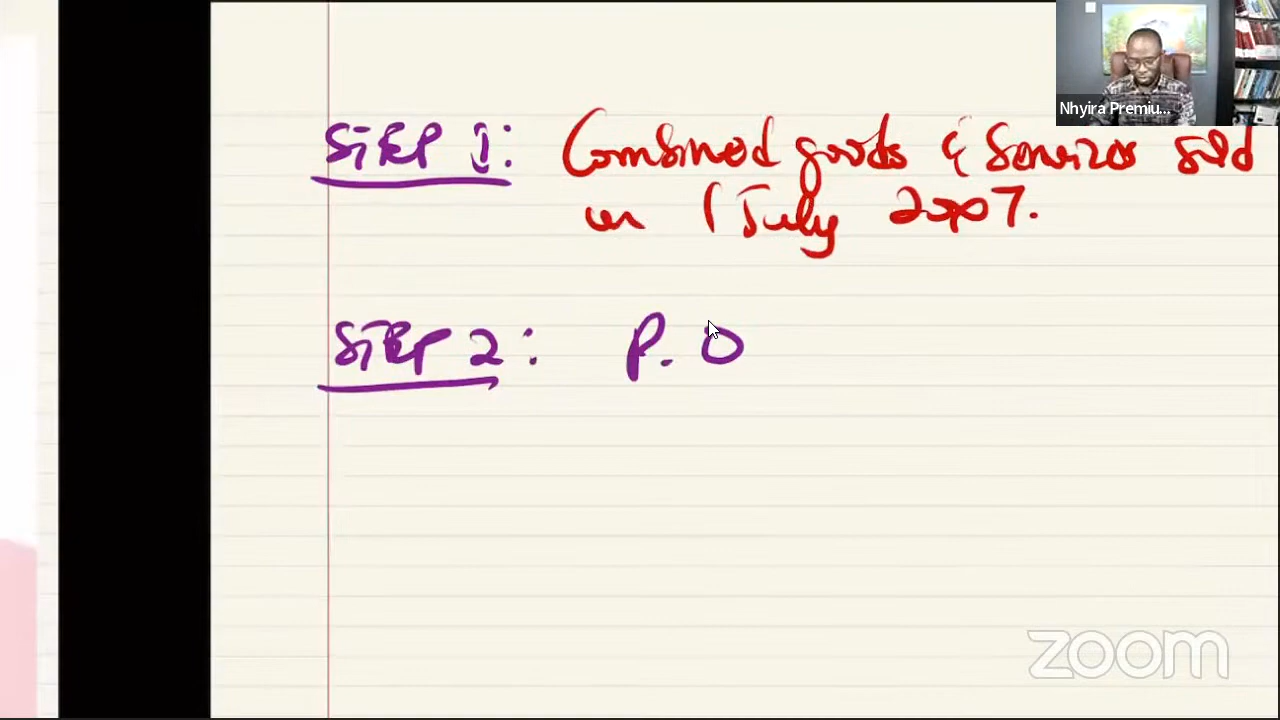 Nhyira Premiu...
STEP 1: Combined goods & Services sold
on 1 July 2007.
STEP 2: P. O
zoom